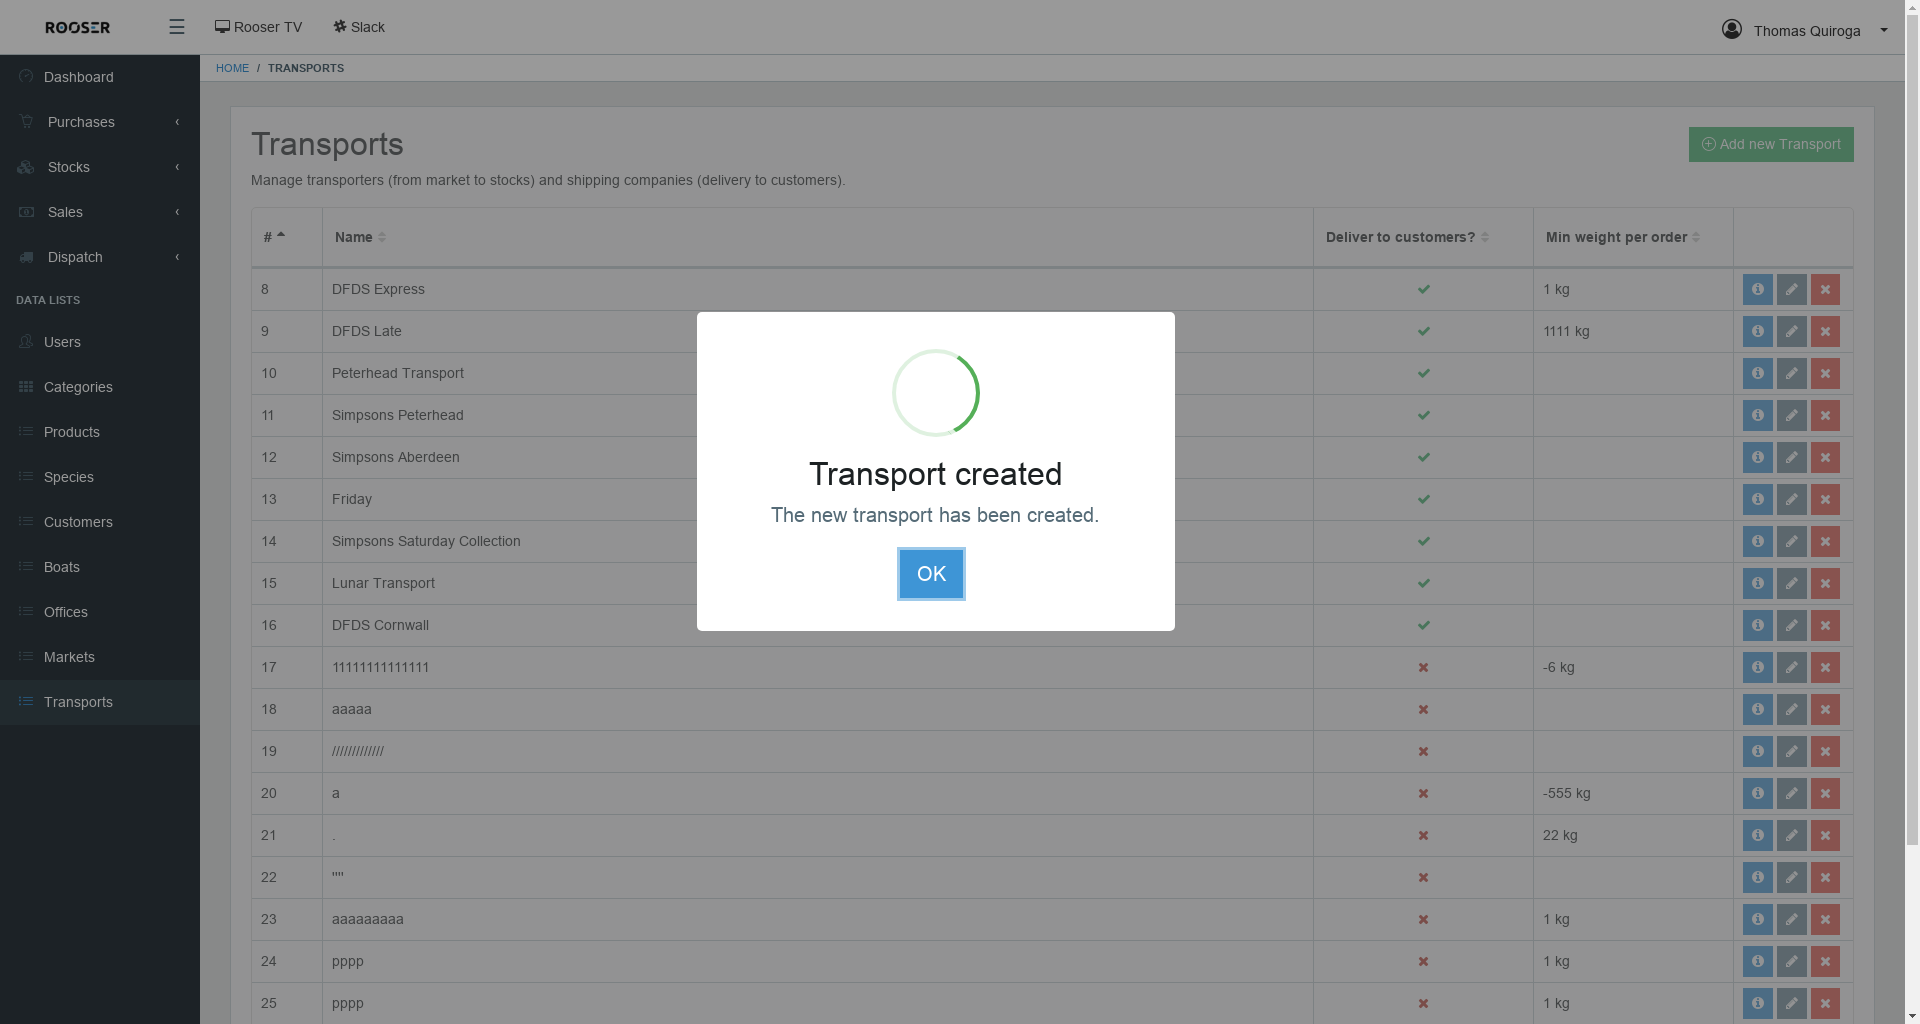 ROOSER
Rooser TV
Slack
Thomas Quiroga
HOME / TRANSPORTS
Dashboard
Purchases
Stocks
Sales
Dispatch
DATA LISTS
Users
Categories
Products
Species
Customers
Boats
Offices
Markets
Transports
Transports
Add new Transport
Manage transporters (from market to stocks) and shipping companies (delivery to customers).
# Name Deliver to customers? Min weight per order
8 DFDS Express 1 kg
9 DFDS Late 1111 kg
10 Peterhead Transport
11 Simpsons Peterhead
12 Simpsons Aberdeen
13 Friday
14 Simpsons Saturday Collection
15 Lunar Transport
16 DFDS Cornwall
17 11111111111111 -6 kg
18 aaaaa
19 /////////////
20 a -555 kg
21 . 22 kg
22 ''''
23 aaaaaaaaa 1 kg
24 pppp 1 kg
25 pppp 1 kg
Transport created
The new transport has been created.
OK